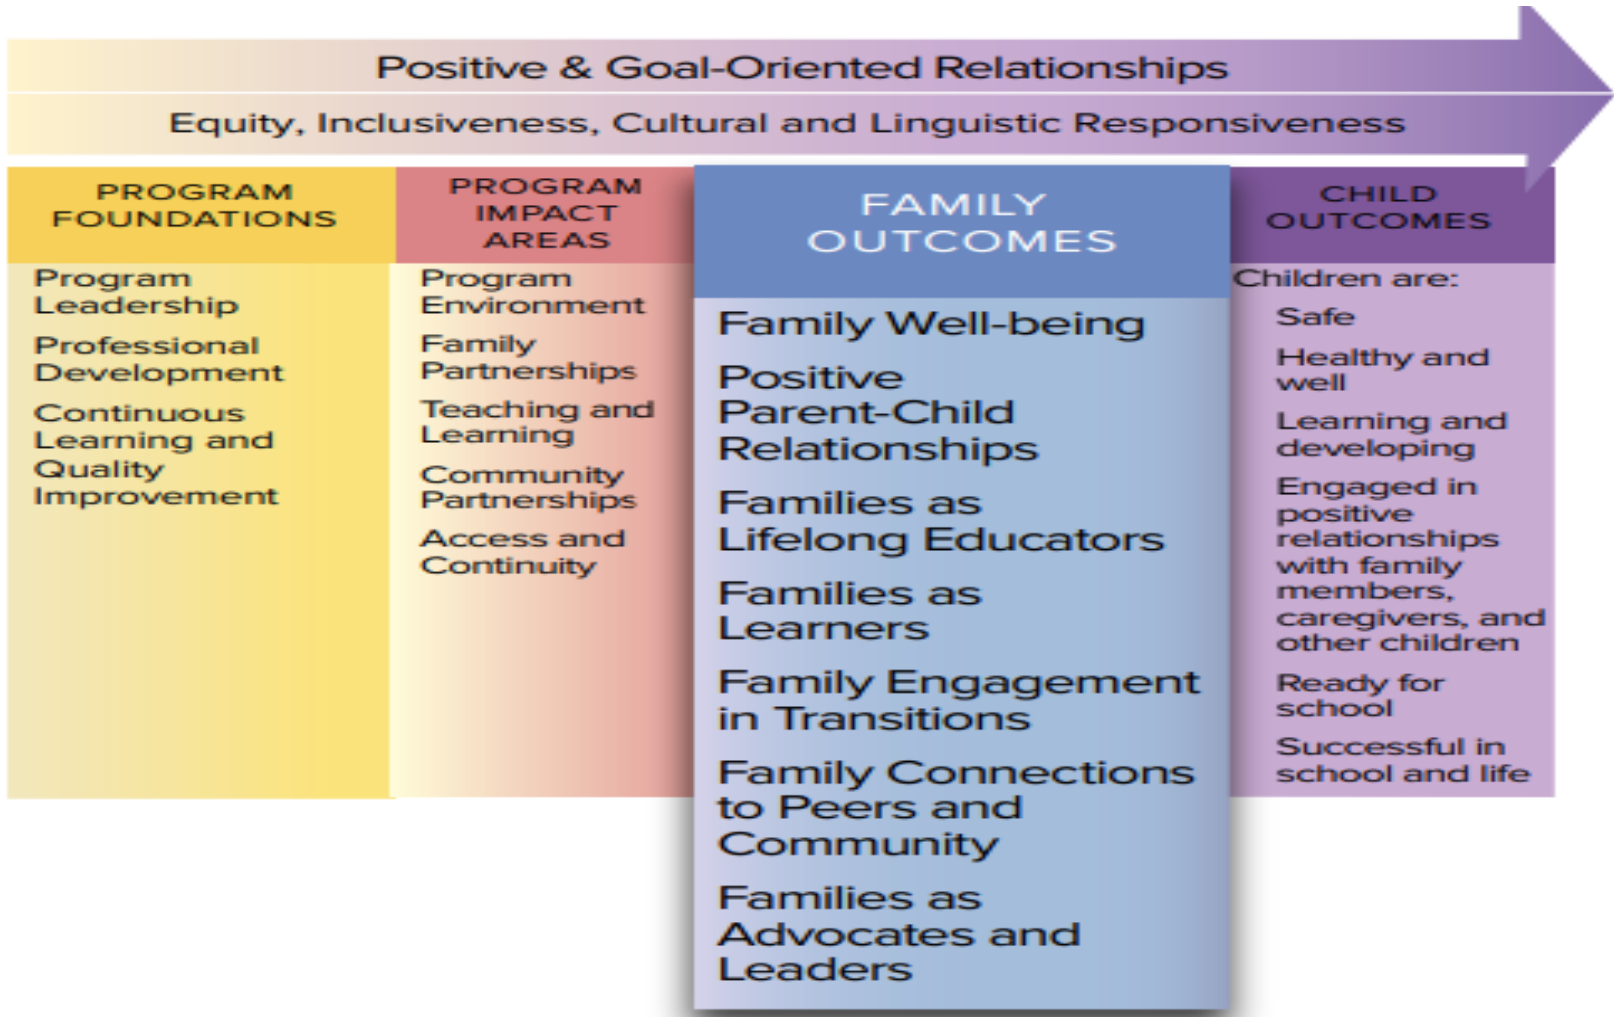 Positive & Goal-Oriented Relationships
Equity, Inclusiveness, Cultural and Linguistic Responsiveness
PROGRAM
FOUNDATIONS
Program
Leadership
Professional
Development
Continuous
Learning and
Quality
Improvement
PROGRAM
IMPACT
AREAS
Program
Environment
Family
Partnerships
Teaching and
Learning
Community
Partnerships
Access and
Continuity
FAMILY
OUTCOMES
Family Well-being
Positive
Parent-Child
Relationships
Families as
Lifelong Educators
Families as
Learners
Family Engagement
in Transitions
Family Connections
to Peers and
Community
Families as
Advocates and
Leaders
CHILD
OUTCOMES
Children are:
Safe
Healthy and
well
Learning and
developing
Engaged in
positive
relationships
with family
members,
caregivers, and
other children
Ready for
school
Successful in
school and life